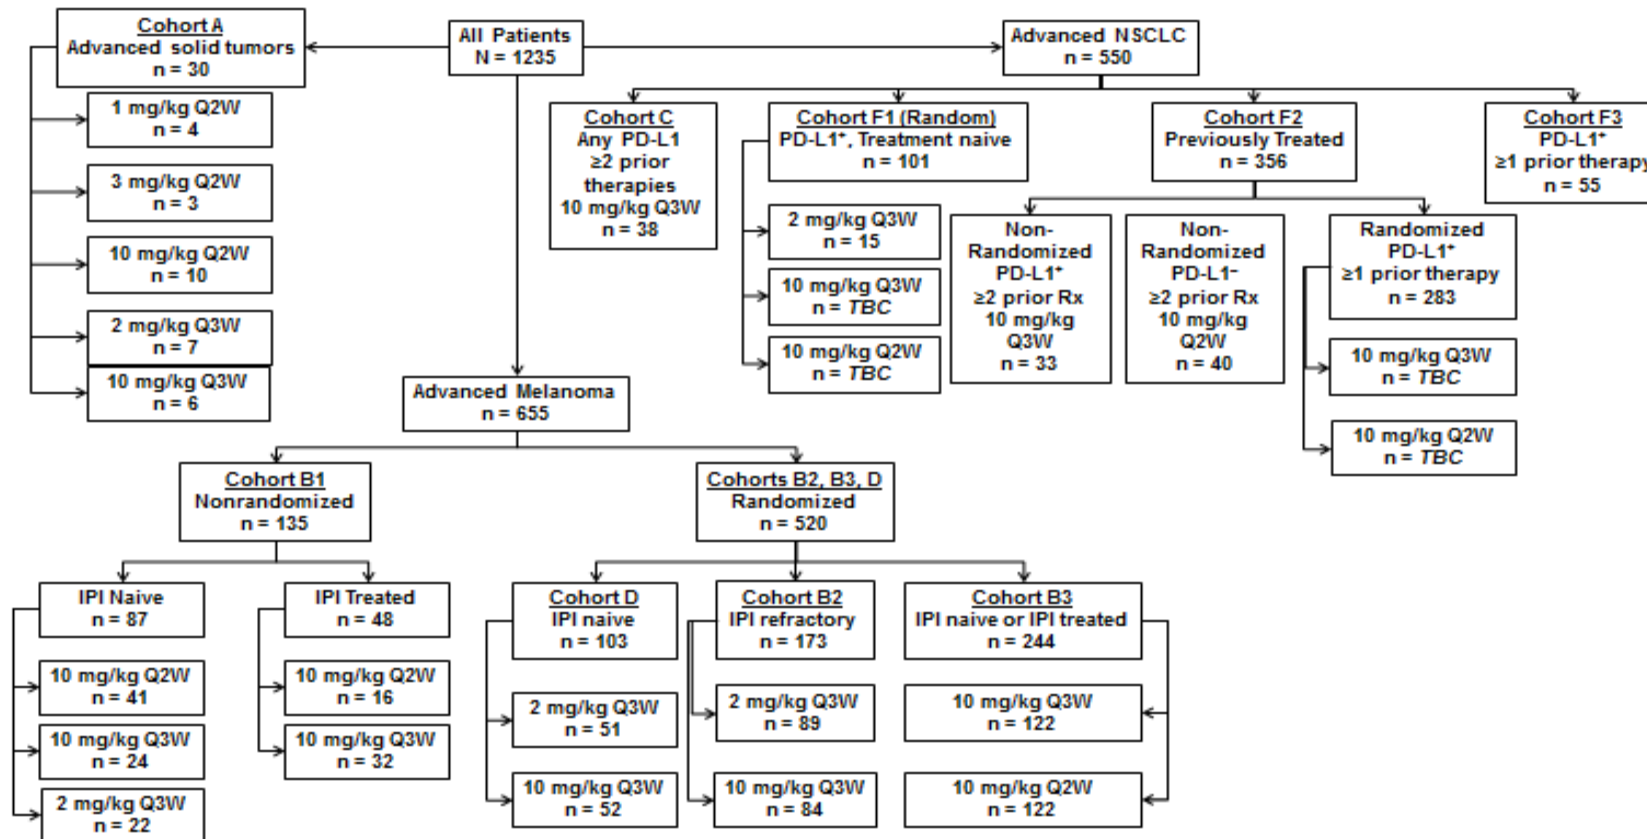 Cohort A
Advanced solid tumors
n = 30
1 mg/kg Q2W
n = 4
3 mg/kg Q2W
n = 3
10 mg/kg Q2W
n = 10
2 mg/kg Q3W
n = 7
10 mg/kg Q3W
n = 6
All Patients
N = 1235
Advanced NSCLC
n = 550
Cohort C
Any PD-L1
≥2 prior
therapies
10 mg/kg Q3W
n = 38
Cohort F1 (Random)
PD-L1⁺, Treatment naive
n = 101
2 mg/kg Q3W
n = 15
10 mg/kg Q3W
n = TBC
10 mg/kg Q2W
n = TBC
Cohort F2
Previously Treated
n = 356
Non-
Randomized
PD-L1⁺
≥2 prior Rx
10 mg/kg
Q3W
n = 33
Non-
Randomized
PD-L1⁻
≥2 prior Rx
10 mg/kg
Q2W
n = 40
Randomized
PD-L1⁺
≥1 prior therapy
n = 283
10 mg/kg Q3W
n = TBC
10 mg/kg Q2W
n = TBC
Cohort F3
PD-L1⁺
≥1 prior therapy
n = 55
Advanced Melanoma
n = 655
Cohort B1
Nonrandomized
n = 135
IPI Naive
n = 87
10 mg/kg Q2W
n = 41
10 mg/kg Q3W
n = 24
2 mg/kg Q3W
n = 22
IPI Treated
n = 48
10 mg/kg Q2W
n = 16
10 mg/kg Q3W
n = 32
Cohorts B2, B3, D
Randomized
n = 520
Cohort D
IPI naive
n = 103
2 mg/kg Q3W
n = 51
10 mg/kg Q3W
n = 52
Cohort B2
IPI refractory
n = 173
2 mg/kg Q3W
n = 89
10 mg/kg Q3W
n = 84
Cohort B3
IPI naive or IPI treated
n = 244
10 mg/kg Q3W
n = 122
10 mg/kg Q2W
n = 122